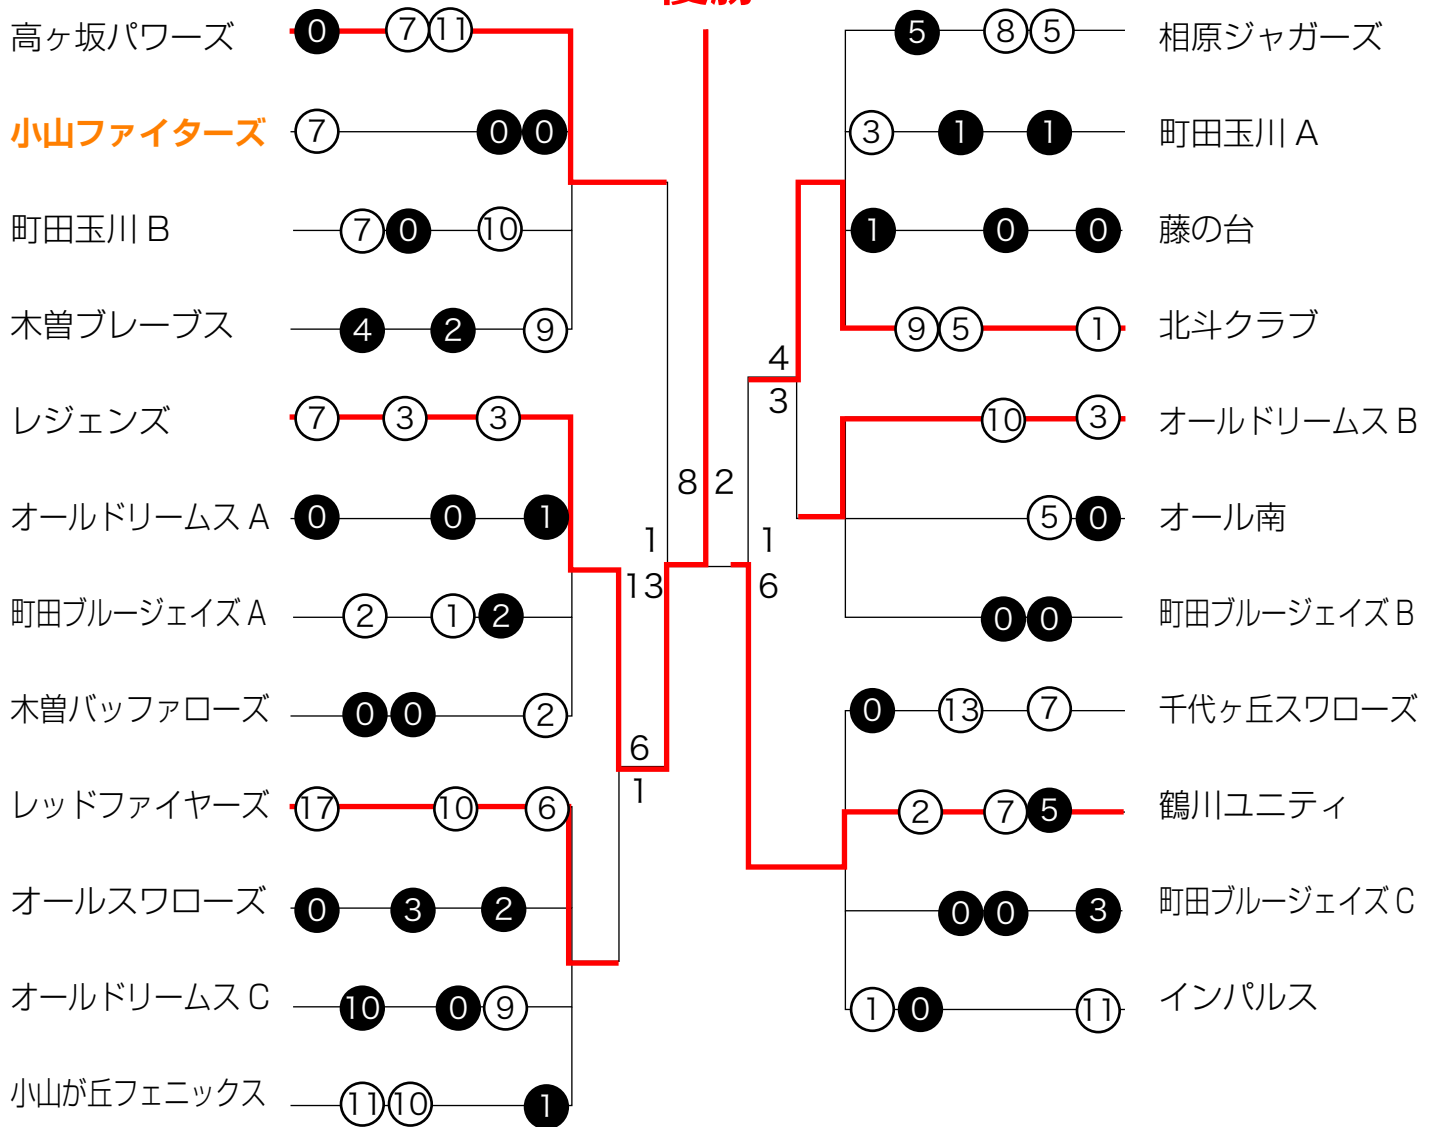 優勝
高ヶ坂パワーズ 0 7 11
小山ファイターズ 7 0 0
町田玉川 B 7 0 10
木曽ブレーブス 4 2 9
レジェンズ 7 3 3
オールドリームス A 0 0 1
町田ブルージェイズ A 2 1 2
木曽バッファローズ 0 0 2
レッドファイヤーズ 17 10 6
オールスワローズ 0 3 2
オールドリームス C 10 0 9
小山が丘フェニックス 11 10 1
1
13
6
1
8 2
4
3
1
6
5 8 5 相原ジャガーズ
3 1 1 町田玉川 A
1 0 0 藤の台
9 5 1 北斗クラブ
10 3 オールドリームス B
5 0 オール南
0 0 町田ブルージェイズ B
0 13 7 千代ヶ丘スワローズ
2 7 5 鶴川ユニティ
0 0 3 町田ブルージェイズ C
1 0 11 インパルス